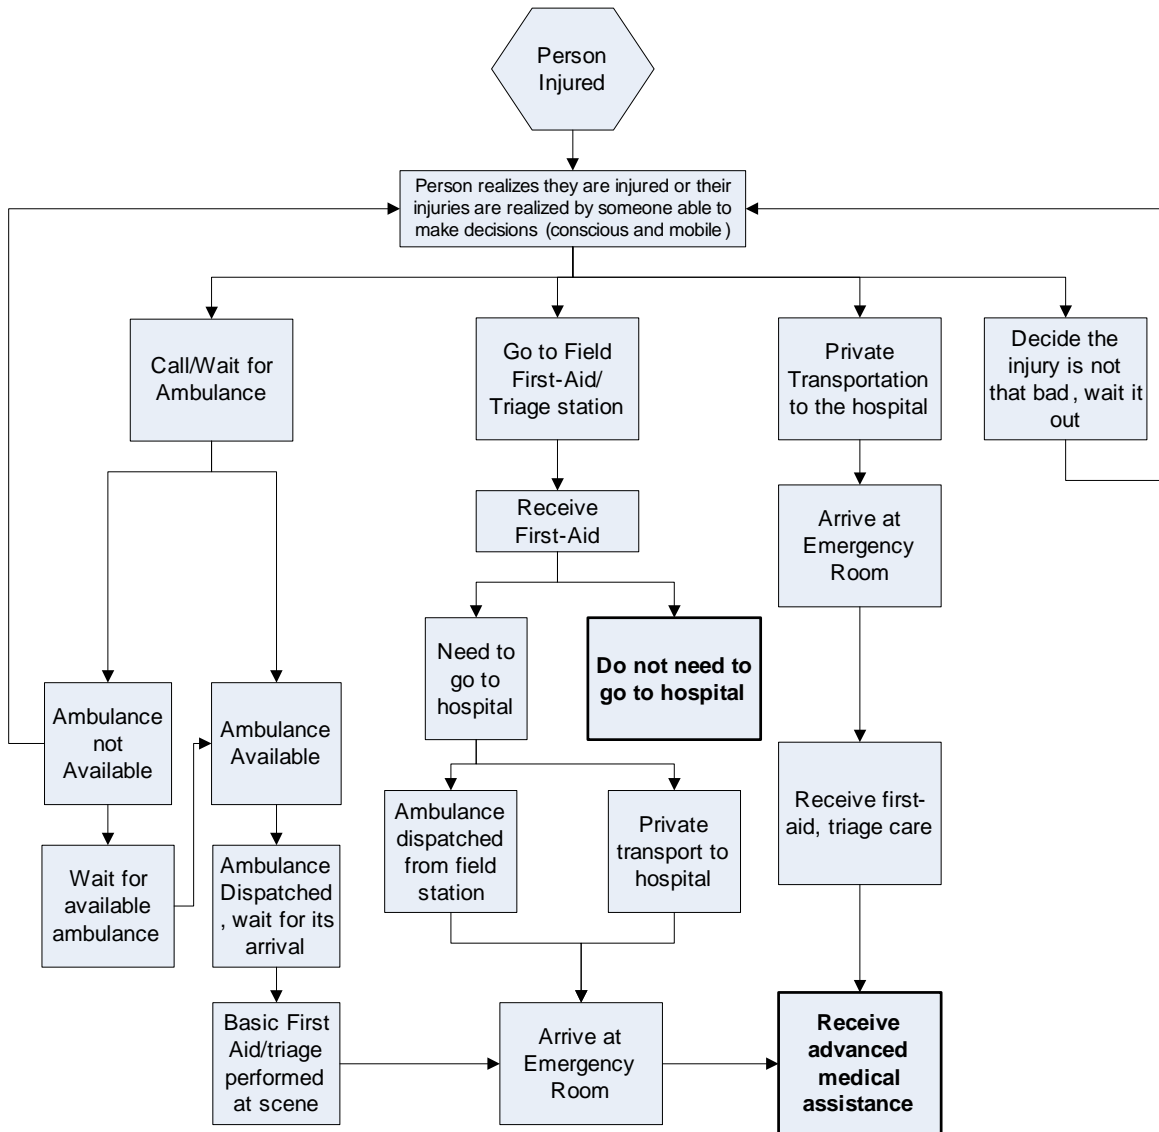 Person
Injured
Person realizes they are injured or their
injuries are realized by someone able to
make decisions (conscious and mobile )
Call/Wait for
Ambulance
Go to Field
First-Aid/
Triage station
Private
Transportation
to the hospital
Decide the
injury is not
that bad , wait it
out
Receive
First-Aid
Arrive at
Emergency
Room
Need to
go to
hospital
Do not need to
go to hospital
Ambulance
not
Available
Ambulance
Available
Ambulance
dispatched
from field
station
Private
transport to
hospital
Receive first-
aid, triage care
Wait for
available
ambulance
Ambulance
Dispatched
, wait for its
arrival
Basic First
Aid/triage
performed
at scene
Arrive at
Emergency
Room
Receive
advanced
medical
assistance